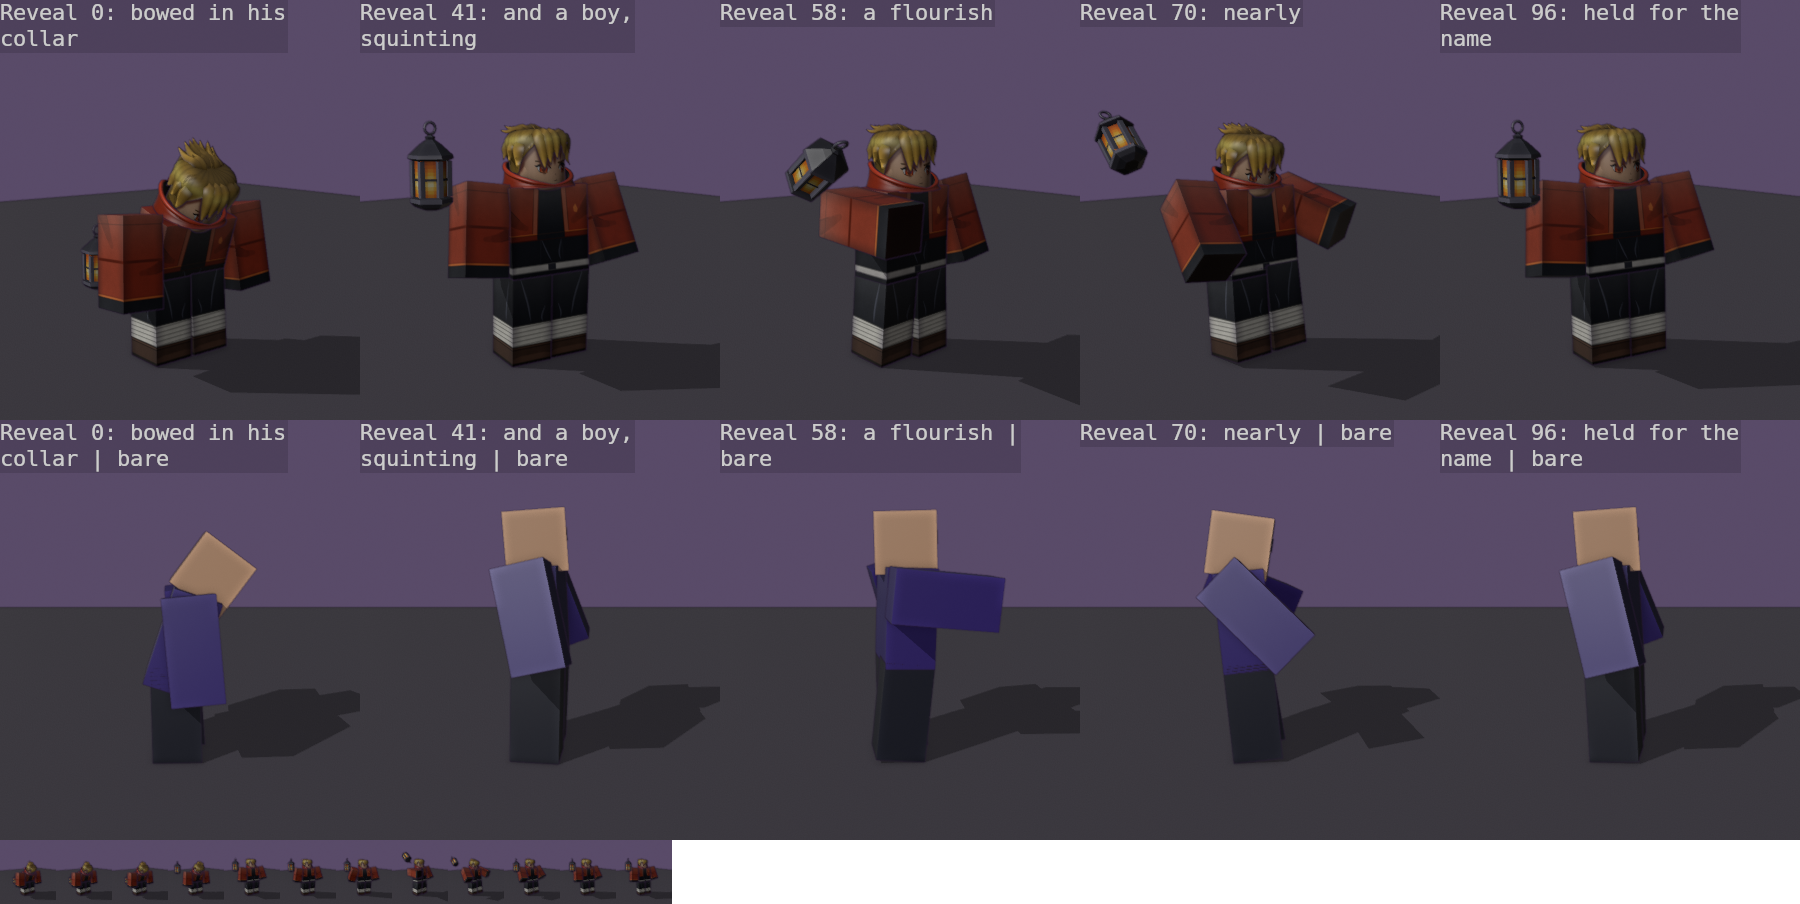 Reveal 0: bowed in his
collar
Reveal 41: and a boy,
squinting
Reveal 58: a flourish
Reveal 70: nearly
Reveal 96: held for the
name
Reveal 0: bowed in his
collar | bare
Reveal 41: and a boy,
squinting | bare
Reveal 58: a flourish |
bare
Reveal 70: nearly | bare
Reveal 96: held for the
name | bare